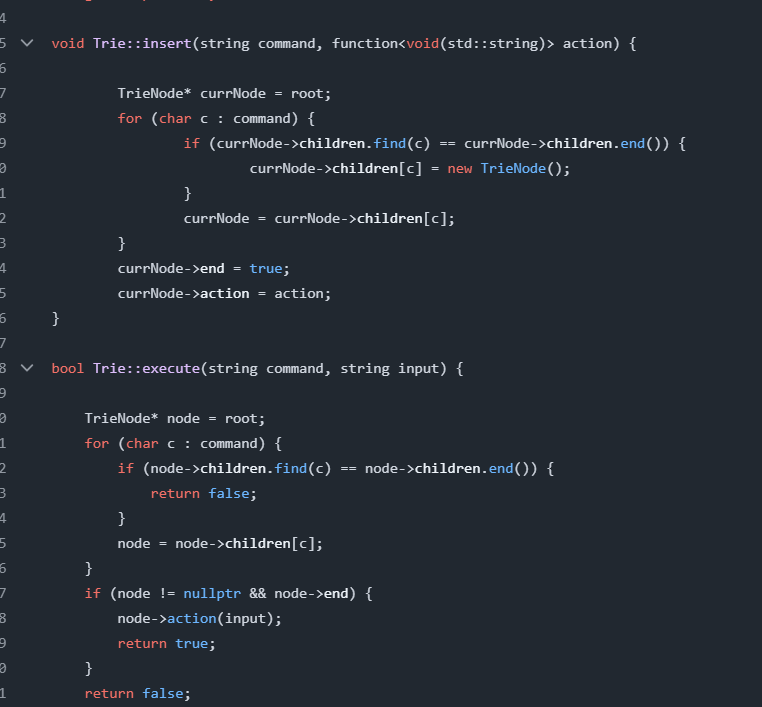 4
5 void Trie::insert(string command, function<void(std::string)> action) {
6
7 TrieNode* currNode = root;
8 for (char c : command) {
9 if (currNode->children.find(c) == currNode->children.end()) {
0 currNode->children[c] = new TrieNode();
1 }
2 currNode = currNode->children[c];
3 }
4 currNode->end = true;
5 currNode->action = action;
6 }
7
8 bool Trie::execute(string command, string input) {
9
0 TrieNode* node = root;
1 for (char c : command) {
2 if (node->children.find(c) == node->children.end()) {
3 return false;
4 }
5 node = node->children[c];
6 }
7 if (node != nullptr && node->end) {
8 node->action(input);
9 return true;
0 }
1 return false;